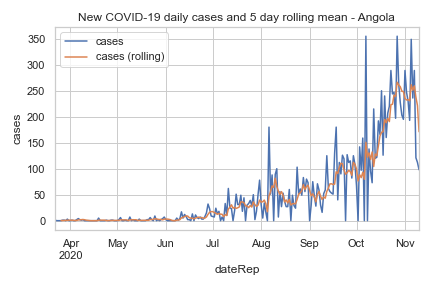 New COVID-19 daily cases and 5 day rolling mean - Angola
cases
cases (rolling)
350
300
250
200
150
100
50
0
cases
Apr
2020
May
Jun
Jul
Aug
Sep
Oct
Nov
dateRep